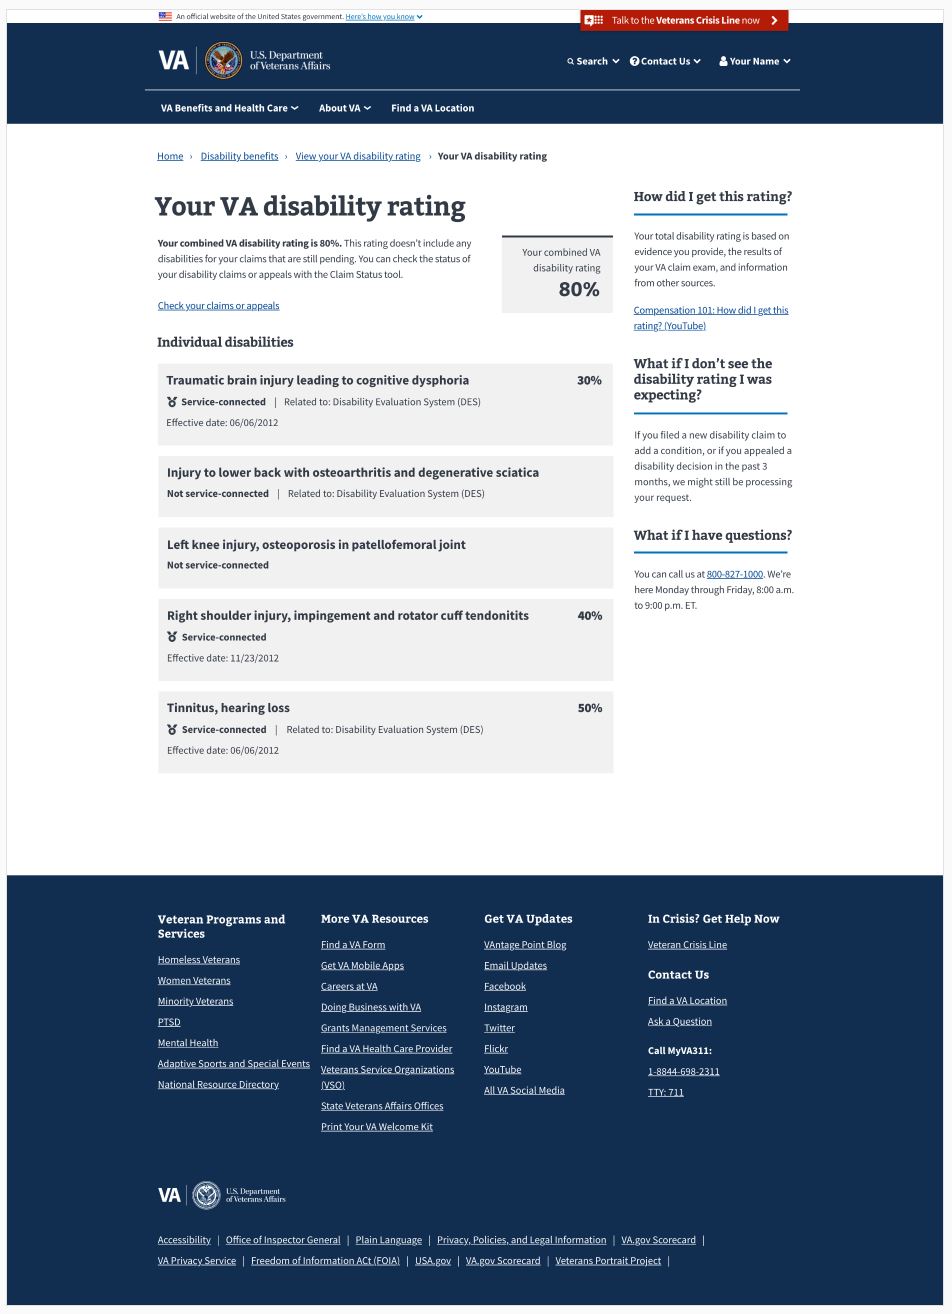 An official website of the United States government. Here's how you know
Talk to the Veterans Crisis Line now
VA
U.S. Department
of Veterans Affairs
Search
Contact Us
Your Name
VA Benefits and Health Care
About VA
Find a VA Location
Home › Disability benefits › View your VA disability rating › Your VA disability rating
Your VA disability rating
Your combined VA disability rating is 80%. This rating doesn't include any
disabilities for your claims that are still pending. You can check the status of
your disability claims or appeals with the Claim Status tool.
Check your claims or appeals
Your combined VA
disability rating
80%
Individual disabilities
Traumatic brain injury leading to cognitive dysphoria 30%
Service-connected | Related to: Disability Evaluation System (DES)
Effective date: 06/06/2012
Injury to lower back with osteoarthritis and degenerative sciatica
Not service-connected | Related to: Disability Evaluation System (DES)
Left knee injury, osteoporosis in patellofemoral joint
Not service-connected
Right shoulder injury, impingement and rotator cuff tendonitits 40%
Service-connected
Effective date: 11/23/2012
Tinnitus, hearing loss 50%
Service-connected | Related to: Disability Evaluation System (DES)
Effective date: 06/06/2012
How did I get this rating?
Your total disability rating is based on
evidence you provide, the results of
your VA claim exam, and information
from other sources.
Compensation 101: How did I get this
rating? (YouTube)
What if I don't see the
disability rating I was
expecting?
If you filed a new disability claim to
add a condition, or if you appealed a
disability decision in the past 3
months, we might still be processing
your request.
What if I have questions?
You can call us at 800-827-1000. We're
here Monday through Friday, 8:00 a.m.
to 9:00 p.m. ET.
Veteran Programs and
Services
Homeless Veterans
Women Veterans
Minority Veterans
PTSD
Mental Health
Adaptive Sports and Special Events
National Resource Directory
More VA Resources
Find a VA Form
Get VA Mobile Apps
Careers at VA
Doing Business with VA
Grants Management Services
Find a VA Health Care Provider
Veterans Service Organizations
(VSO)
State Veterans Affairs Offices
Print Your VA Welcome Kit
Get VA Updates
VAntage Point Blog
Email Updates
Facebook
Instagram
Twitter
Flickr
YouTube
All VA Social Media
In Crisis? Get Help Now
Veteran Crisis Line
Contact Us
Find a VA Location
Ask a Question
Call MyVA311:
1-8844-698-2311
TTY: 711
VA
U.S. Department
of Veterans Affairs
Accessibility | Office of Inspector General | Plain Language | Privacy, Policies, and Legal Information | VA.gov Scorecard |
VA Privacy Service | Freedom of Information ACt (FOIA) | USA.gov | VA.gov Scorecard | Veterans Portrait Project |